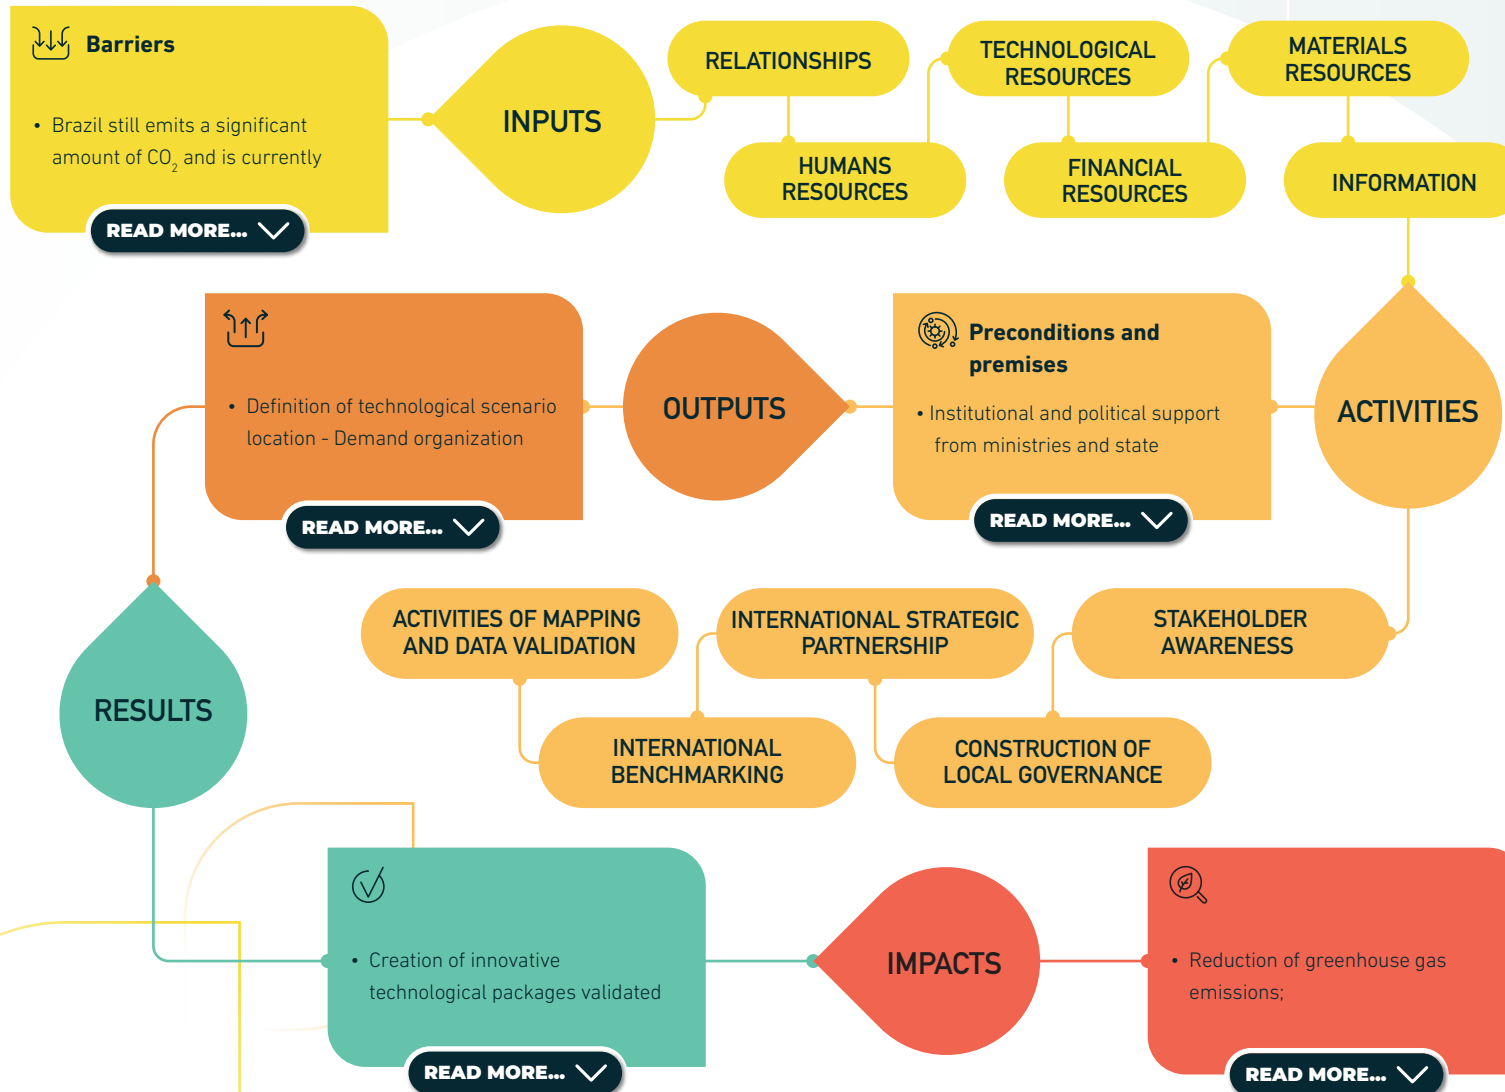 Barriers
• Brazil still emits a significant
amount of CO₂ and is currently
READ MORE...
INPUTS
RELATIONSHIPS
HUMANS
RESOURCES
TECHNOLOGICAL
RESOURCES
FINANCIAL
RESOURCES
MATERIALS
RESOURCES
INFORMATION
ACTIVITIES
Preconditions and
premises
• Institutional and political support
from ministries and state
READ MORE...
OUTPUTS
• Definition of technological scenario
location - Demand organization
READ MORE...
STAKEHOLDER
AWARENESS
CONSTRUCTION OF
LOCAL GOVERNANCE
INTERNATIONAL STRATEGIC
PARTNERSHIP
INTERNATIONAL
BENCHMARKING
ACTIVITIES OF MAPPING
AND DATA VALIDATION
RESULTS
• Creation of innovative
technological packages validated
READ MORE...
IMPACTS
• Reduction of greenhouse gas
emissions;
READ MORE...